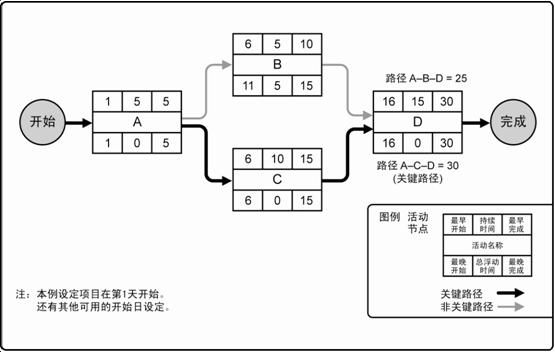 6 5 10
B
11 5 15
路径 A–B–D = 25
1 5 5
A
1 0 5
开始
16 15 30
D
16 0 30
完成
6 10 15
C
6 0 15
路径 A–C–D = 30
(关键路径)
图例 活动
节点
最早
开始
持续
时间
最早
完成
活动名称
最晚
开始
总浮动
时间
最晚
完成
关键路径
非关键路径
注： 本例设定项目在第1天开始。
还有其他可用的开始日设定。